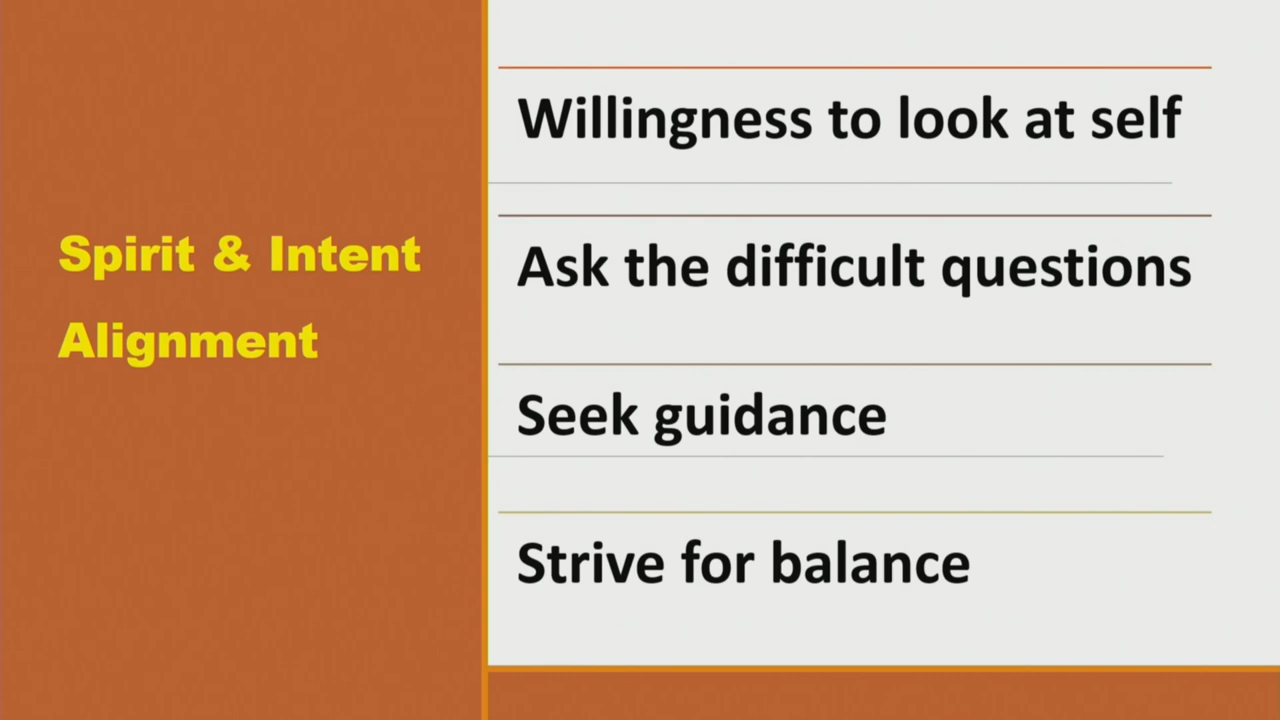 Spirit & Intent
Alignment
Willingness to look at self
Ask the difficult questions
Seek guidance
Strive for balance